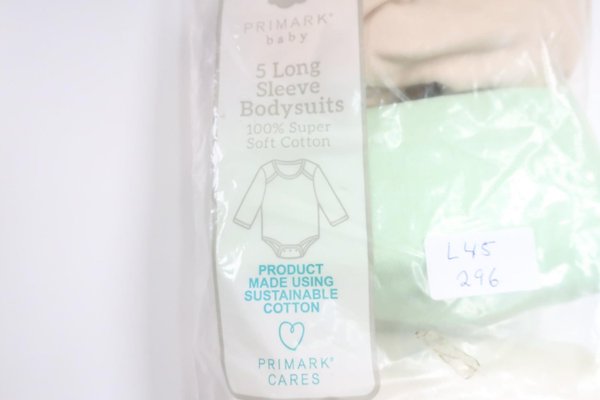 PRIMARK®
baby
5 Long
Sleeve
Bodysuits
100% Super
Soft Cotton
PRODUCT
MADE USING
SUSTAINABLE
COTTON
PRIMARK®
CARES
L45
296